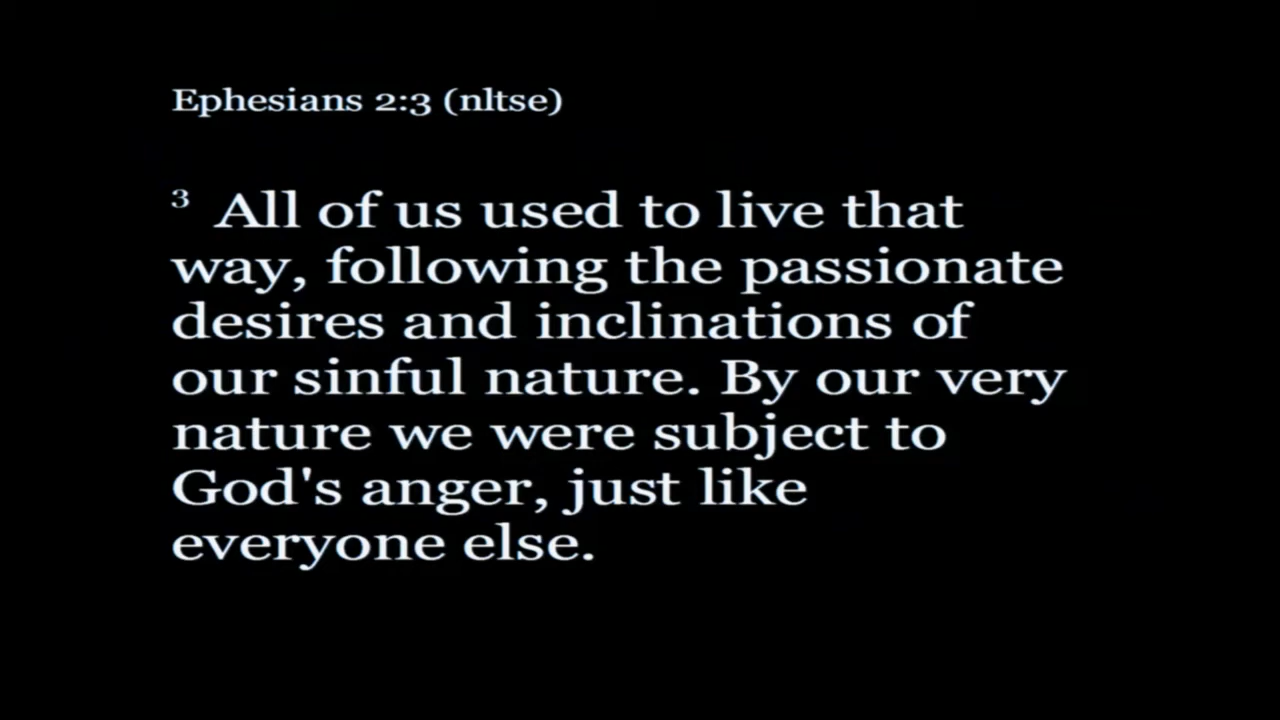 Ephesians 2:3 (nltse)
3 All of us used to live that
way, following the passionate
desires and inclinations of
our sinful nature. By our very
nature we were subject to
God's anger, just like
everyone else.